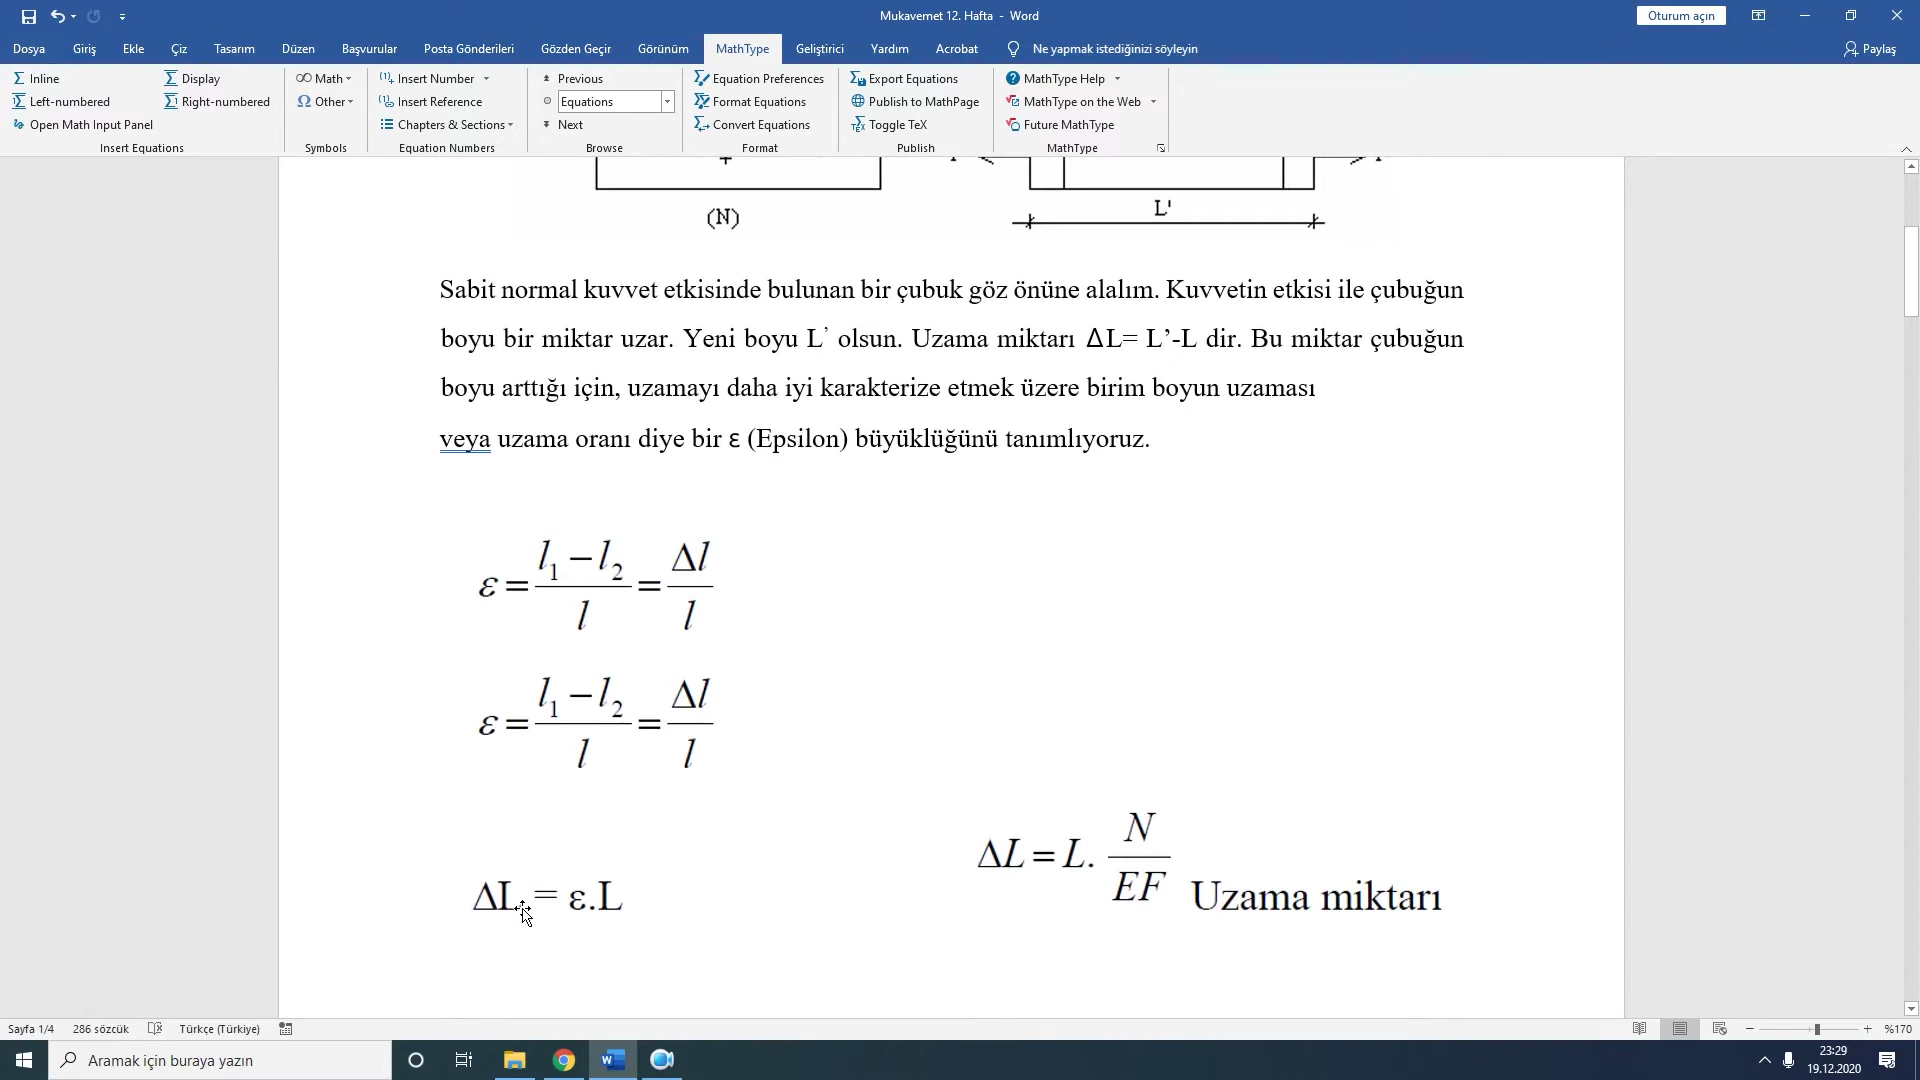 Mukavemet 12. Hafta - Word
Oturum açın
Dosya Giriş Ekle Çiz Tasarım Düzen Başvurular Posta Gönderileri Gözden Geçir Görünüm MathType Geliştirici Yardım Acrobat Ne yapmak istediğinizi söyleyin Paylaş
Inline Display Math Insert Number Previous Equation Preferences Export Equations MathType Help
Left-numbered Right-numbered Other Insert Reference Equations Format Equations Publish to MathPage MathType on the Web
Open Math Input Panel Chapters & Sections Next Convert Equations Toggle TeX Future MathType
Insert Equations Symbols Equation Numbers Browse Format Publish MathType
(N)
L'
Sabit normal kuvvet etkisinde bulunan bir çubuk göz önüne alalım. Kuvvetin etkisi ile çubuğun
boyu bir miktar uzar. Yeni boyu L’ olsun. Uzama miktarı ΔL= L’-L dir. Bu miktar çubuğun
boyu arttığı için, uzamayı daha iyi karakterize etmek üzere birim boyun uzaması
veya uzama oranı diye bir ε (Epsilon) büyüklüğünü tanımlıyoruz.
ε = (l₁ − l₂)/l = Δl/l
ε = (l₁ − l₂)/l = Δl/l
ΔL = L. N/EF Uzama miktarı
ΔL = ε.L
Sayfa 1/4 286 sözcük Türkçe (Türkiye) %170
Aramak için buraya yazın
23:29
19.12.2020